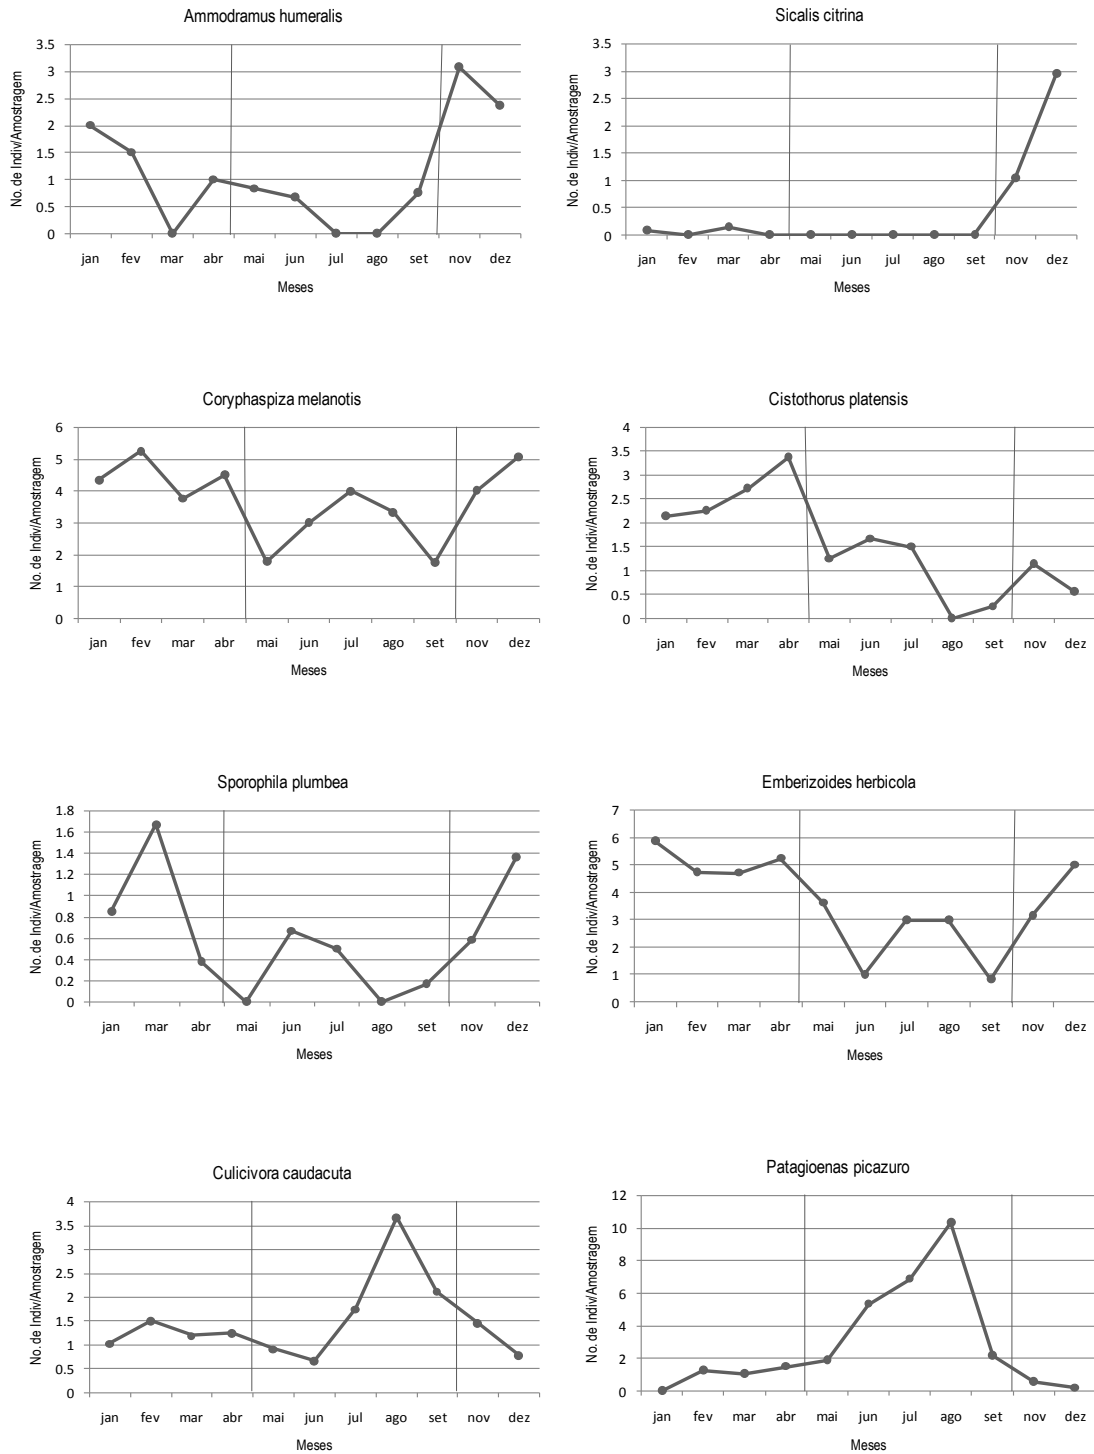 Ammodramus humeralis
No. de Indiv/Amostragem
3.5
3
2.5
2
1.5
1
0.5
0
jan fev mar abr mai jun jul ago set nov dez
Meses
Sicalis citrina
No. de Indiv/Amostragem
3.5
3
2.5
2
1.5
1
0.5
0
jan fev mar abr mai jun jul ago set nov dez
Meses
Coryphaspiza melanotis
No. de Indiv/Amostragem
6
5
4
3
2
1
0
jan fev mar abr mai jun jul ago set nov dez
Meses
Cistothorus platensis
No. de Indiv/Amostragem
4
3.5
3
2.5
2
1.5
1
0.5
0
jan fev mar abr mai jun jul ago set nov dez
Meses
Sporophila plumbea
No. de Indiv/Amostragem
1.8
1.6
1.4
1.2
1
0.8
0.6
0.4
0.2
0
jan mar abr mai jun jul ago set nov dez
Meses
Emberizoides herbicola
No. de Indiv/Amostragem
7
6
5
4
3
2
1
0
jan fev mar abr mai jun jul ago set nov dez
Meses
Culicivora caudacuta
No. de Indiv/Amostragem
4
3.5
3
2.5
2
1.5
1
0.5
0
jan fev mar abr mai jun jul ago set nov dez
Meses
Patagioenas picazuro
No. de Indiv/Amostragem
12
10
8
6
4
2
0
jan fev mar abr mai jun jul ago set nov dez
Meses